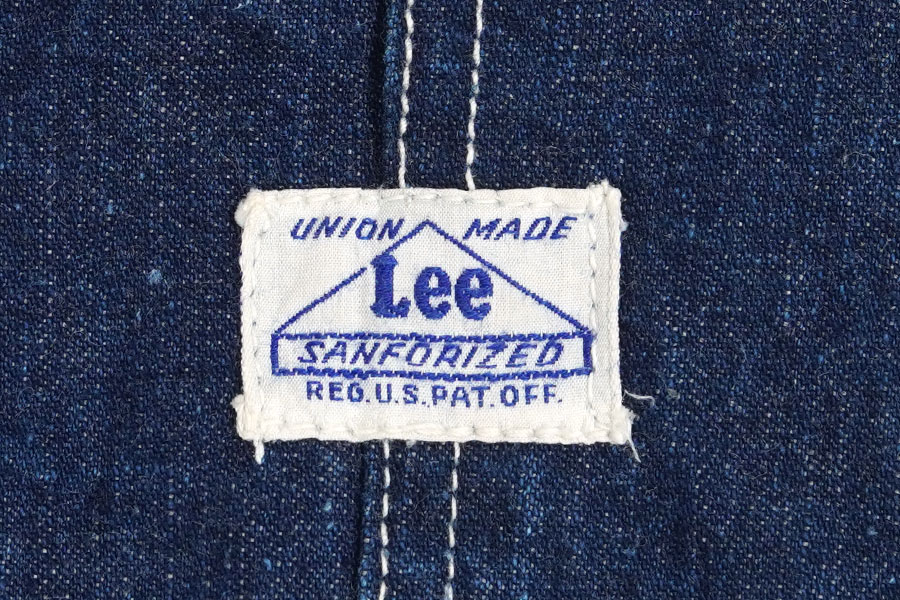 UNION MADE
Lee
SANFORIZED
REG.U.S.PAT.OFF.